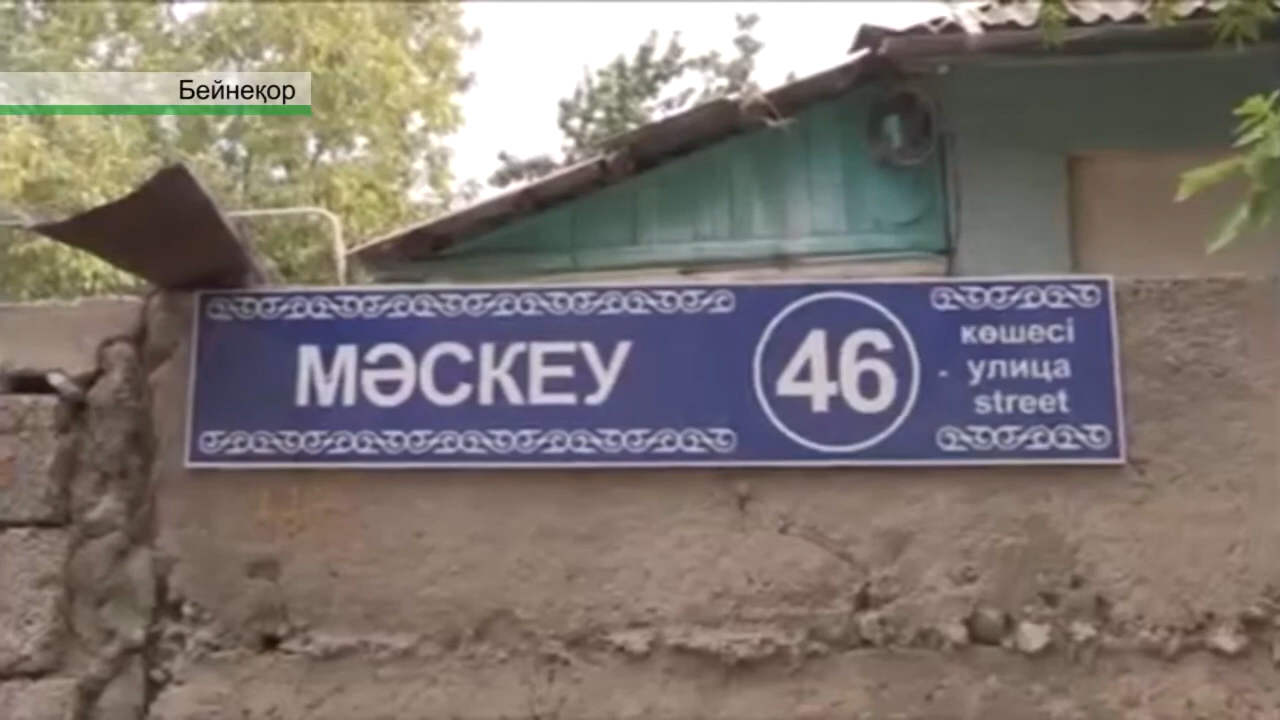 Бейнеқор
МӘСКЕУ
46
көшесі
улица
street